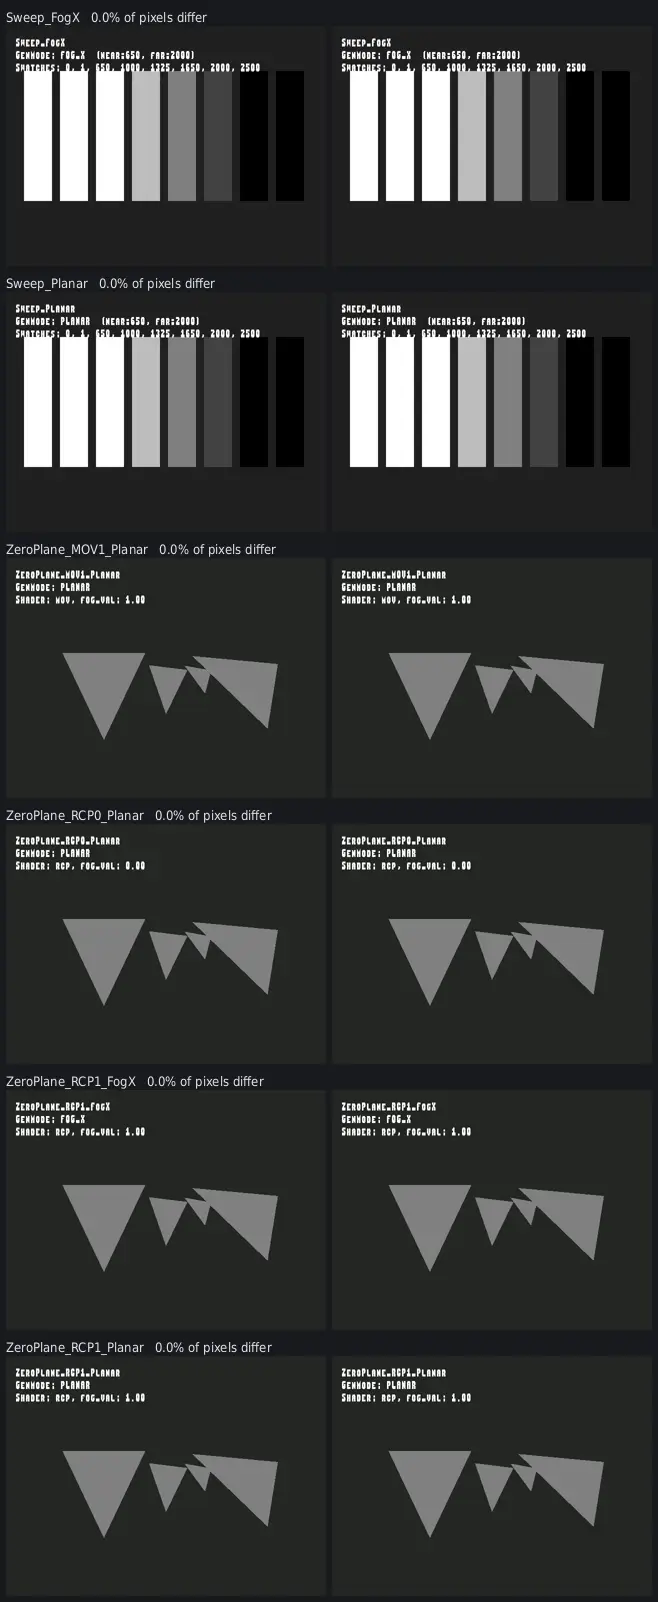 Sweep_FogX 0.0% of pixels differ
Sweep_FogX
GenMode: FOG_X (Near:650, Far:2000)
Swatches: 0, 1, 650, 1000, 1325, 1650, 2000, 2500
Sweep_FogX
GenMode: FOG_X (Near:650, Far:2000)
Swatches: 0, 1, 650, 1000, 1325, 1650, 2000, 2500
Sweep_Planar 0.0% of pixels differ
Sweep_Planar
GenMode: PLANAR (Near:650, Far:2000)
Swatches: 0, 1, 650, 1000, 1325, 1650, 2000, 2500
Sweep_Planar
GenMode: PLANAR (Near:650, Far:2000)
Swatches: 0, 1, 650, 1000, 1325, 1650, 2000, 2500
ZeroPlane_MOV1_Planar 0.0% of pixels differ
ZeroPlane_MOV1_Planar
GenMode: PLANAR
Shader: MOV, Fog_Val: 1.00
ZeroPlane_MOV1_Planar
GenMode: PLANAR
Shader: MOV, Fog_Val: 1.00
ZeroPlane_RCP0_Planar 0.0% of pixels differ
ZeroPlane_RCP0_Planar
GenMode: PLANAR
Shader: RCP, Fog_Val: 0.00
ZeroPlane_RCP0_Planar
GenMode: PLANAR
Shader: RCP, Fog_Val: 0.00
ZeroPlane_RCP1_FogX 0.0% of pixels differ
ZeroPlane_RCP1_FogX
GenMode: FOG_X
Shader: RCP, Fog_Val: 1.00
ZeroPlane_RCP1_FogX
GenMode: FOG_X
Shader: RCP, Fog_Val: 1.00
ZeroPlane_RCP1_Planar 0.0% of pixels differ
ZeroPlane_RCP1_Planar
GenMode: PLANAR
Shader: RCP, Fog_Val: 1.00
ZeroPlane_RCP1_Planar
GenMode: PLANAR
Shader: RCP, Fog_Val: 1.00